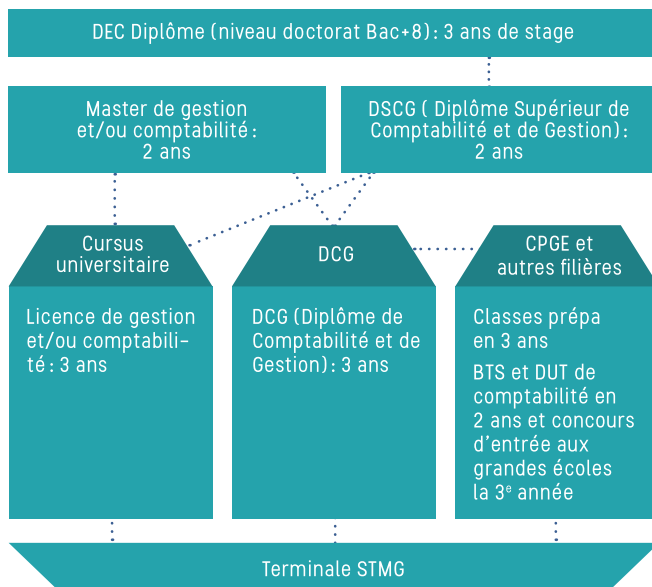 DEC Diplôme (niveau doctorat Bac+8): 3 ans de stage
Master de gestion
et/ou comptabilité :
2 ans
DSCG ( Diplôme Supérieur de
Comptabilité et de Gestion):
2 ans
Cursus
universitaire
DCG
CPGE et
autres filières
Licence de gestion
et/ou comptabili-
té : 3 ans
DCG (Diplôme de
Comptabilité et de
Gestion): 3 ans
Classes prépa
en 3 ans
BTS et DUT de
comptabilité en
2 ans et concours
d'entrée aux
grandes écoles
la 3e année
Terminale STMG